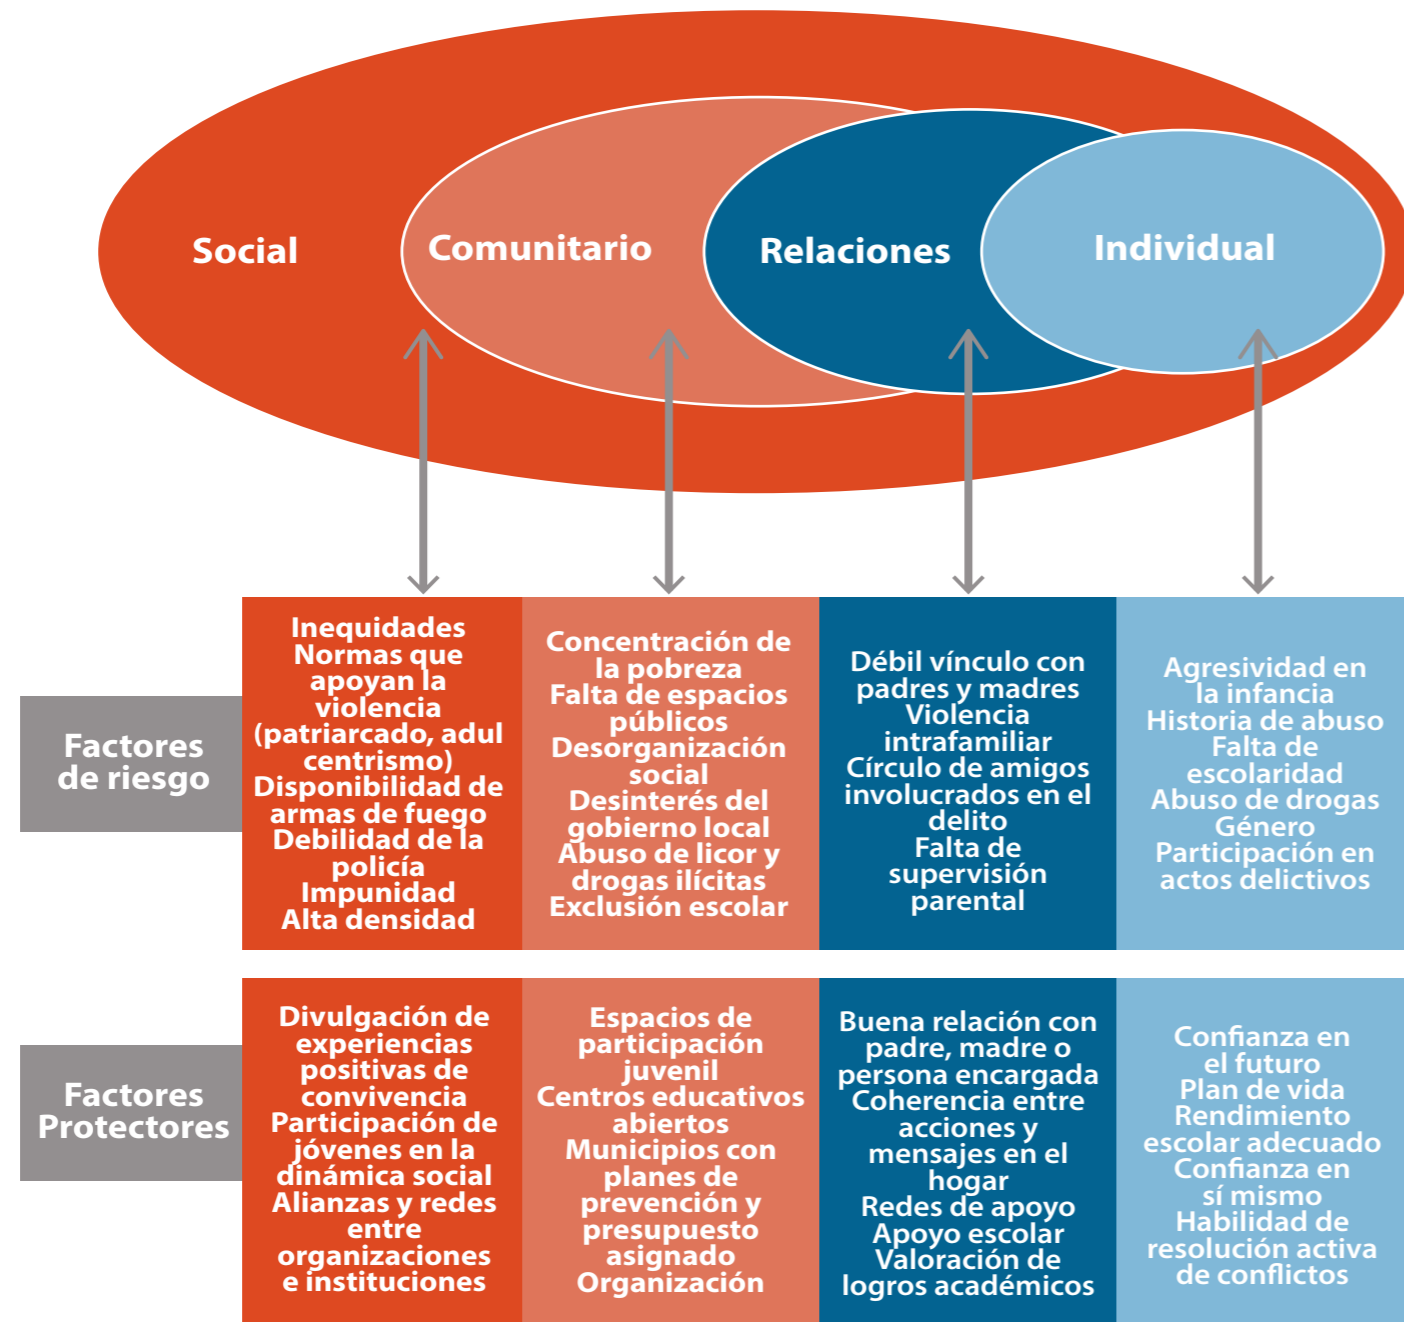 Social
Comunitario
Relaciones
Individual
Factores
de riesgo
Inequidades
Normas que
apoyan la
violencia
(patriarcado, adul
centrismo)
Disponibilidad de
armas de fuego
Debilidad de la
policía
Impunidad
Alta densidad
Concentración de
la pobreza
Falta de espacios
públicos
Desorganización
social
Desinterés del
gobierno local
Abuso de licor y
drogas ilícitas
Exclusión escolar
Débil vínculo con
padres y madres
Violencia
intrafamiliar
Círculo de amigos
involucrados en el
delito
Falta de
supervisión
parental
Agresividad en
la infancia
Historia de abuso
Falta de
escolaridad
Abuso de drogas
Género
Participación en
actos delictivos
Factores
Protectores
Divulgación de
experiencias
positivas de
convivencia
Participación de
jóvenes en la
dinámica social
Alianzas y redes
entre
organizaciones
e instituciones
Espacios de
participación
juvenil
Centros educativos
abiertos
Municipios con
planes de
prevención y
presupuesto
asignado
Organización
Buena relación con
padre, madre o
persona encargada
Coherencia entre
acciones y
mensajes en el
hogar
Redes de apoyo
Apoyo escolar
Valoración de
logros académicos
Confianza en
el futuro
Plan de vida
Rendimiento
escolar adecuado
Confianza en
sí mismo
Habilidad de
resolución activa
de conflictos